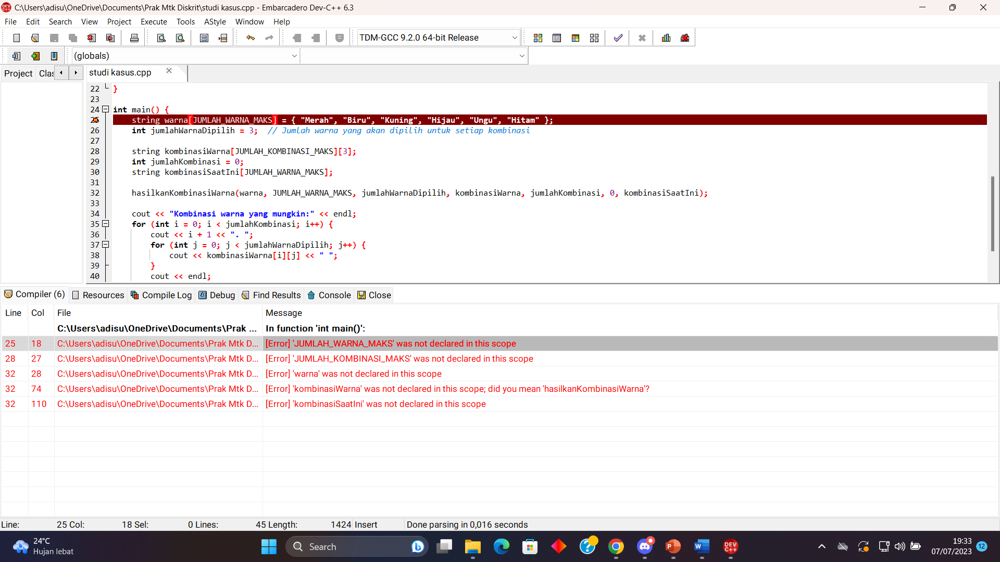 C:\Users\adisu\OneDrive\Documents\Prak Mtk Diskrit\studi kasus.cpp - Embarcadero Dev-C++ 6.3
File Edit Search View Project Execute Tools AStyle Window Help
TDM-GCC 9.2.0 64-bit Release
(globals)
Project Clas studi kasus.cpp
22 }
23
24 int main() {
25 string warna[JUMLAH_WARNA_MAKS] = { "Merah", "Biru", "Kuning", "Hijau", "Ungu", "Hitam" };
26 int jumlahWarnaDipilih = 3;  // Jumlah warna yang akan dipilih untuk setiap kombinasi
27
28 string kombinasiWarna[JUMLAH_KOMBINASI_MAKS][3];
29 int jumlahKombinasi = 0;
30 string kombinasiSaatIni[JUMLAH_WARNA_MAKS];
31
32 hasilkanKombinasiWarna(warna, JUMLAH_WARNA_MAKS, jumlahWarnaDipilih, kombinasiWarna, jumlahKombinasi, 0, kombinasiSaatIni);
33
34 cout << "Kombinasi warna yang mungkin:" << endl;
35 for (int i = 0; i < jumlahKombinasi; i++) {
36 cout << i + 1 << ". ";
37 for (int j = 0; j < jumlahWarnaDipilih; j++) {
38 cout << kombinasiWarna[i][j] << " ";
39 }
40 cout << endl;
Compiler (6) Resources Compile Log Debug Find Results Console Close
Line Col File Message
C:\Users\adisu\OneDrive\Documents\Prak ... In function 'int main()':
25 18 C:\Users\adisu\OneDrive\Documents\Prak Mtk D... [Error] 'JUMLAH_WARNA_MAKS' was not declared in this scope
28 27 C:\Users\adisu\OneDrive\Documents\Prak Mtk D... [Error] 'JUMLAH_KOMBINASI_MAKS' was not declared in this scope
32 28 C:\Users\adisu\OneDrive\Documents\Prak Mtk D... [Error] 'warna' was not declared in this scope
32 74 C:\Users\adisu\OneDrive\Documents\Prak Mtk D... [Error] 'kombinasiWarna' was not declared in this scope; did you mean 'hasilkanKombinasiWarna'?
32 110 C:\Users\adisu\OneDrive\Documents\Prak Mtk D... [Error] 'kombinasiSaatIni' was not declared in this scope
Line: 25 Col: 18 Sel: 0 Lines: 45 Length: 1424 Insert Done parsing in 0,016 seconds
24°C
Hujan lebat
Search
DEV C++
19:33
07/07/2023
12